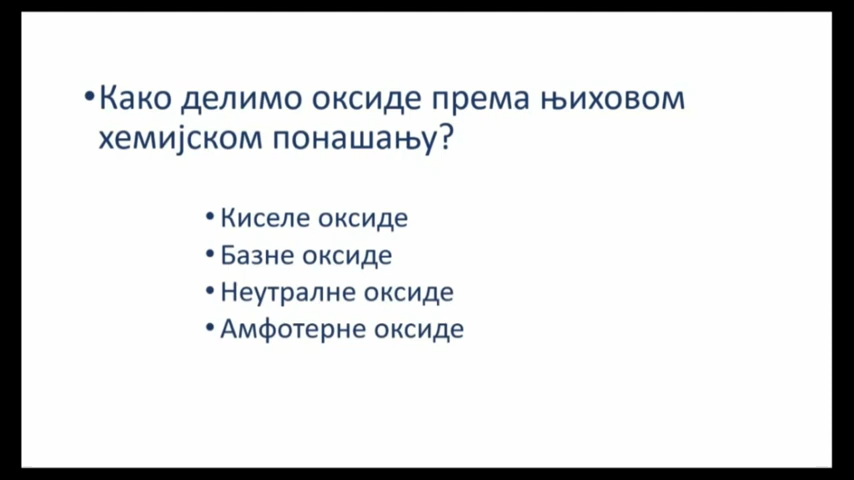 •Како делимо оксиде према њиховом
хемијском понашању?
•Киселе оксиде
•Базне оксиде
•Неутралне оксиде
•Амфотерне оксиде